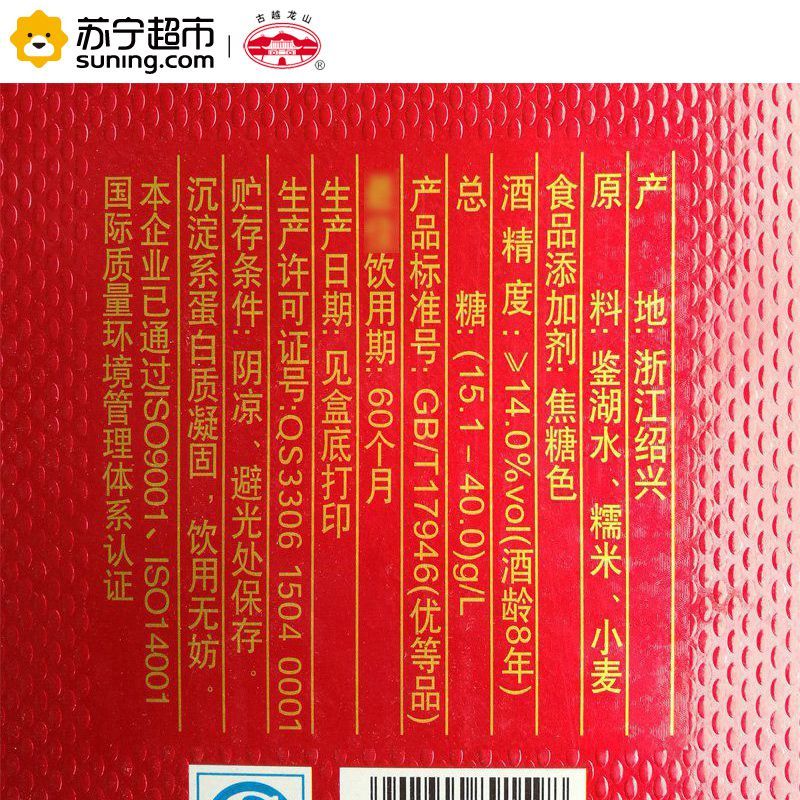 苏宁超市
suning.com
古越龙山
®
产地:浙江绍兴
原料:鉴湖水、糯米、小麦
食品添加剂:焦糖色
酒精度:≥14.0%vol(酒龄8年)
总糖:(15.1-40.0)g/L
产品标准号:GB/T17946(优等品)
饮用期:60个月
生产日期:见盒底打印
生产许可证号:QS3306 1504 0001
贮存条件:阴凉、避光处保存。
沉淀系蛋白质凝固,饮用无妨。
本企业已通过ISO9001、ISO14001
国际质量环境管理体系认证